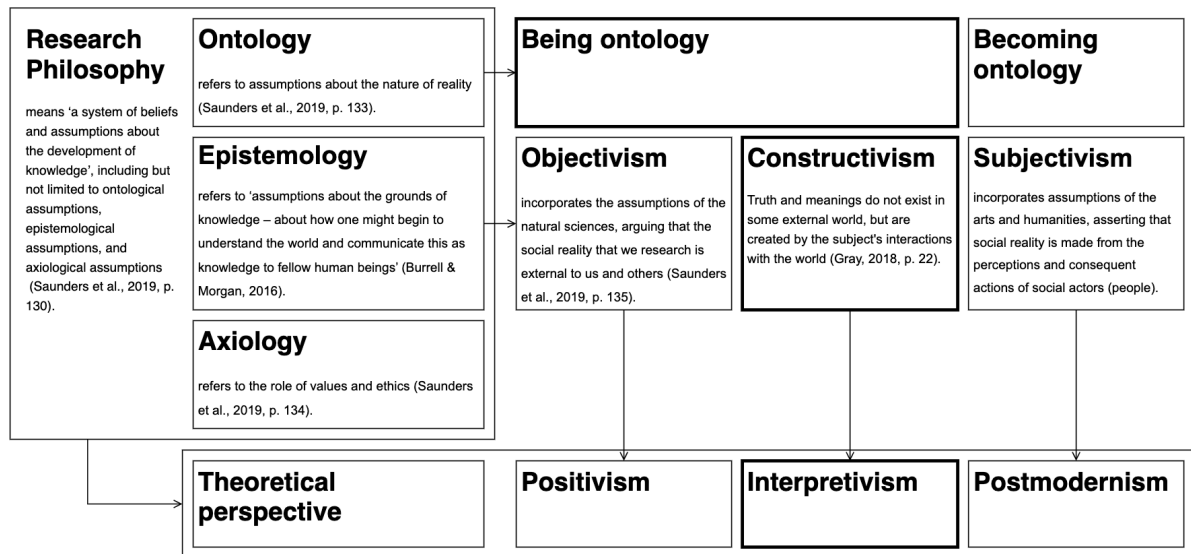 Research
Philosophy
means ‘a system of beliefs
and assumptions about
the development of
knowledge’, including but
not limited to ontological
assumptions,
epistemological
assumptions, and
axiological assumptions
(Saunders et al., 2019, p.
130).
Ontology
refers to assumptions about the nature of reality
(Saunders et al., 2019, p. 133).
Epistemology
refers to ‘assumptions about the grounds of
knowledge – about how one might begin to
understand the world and communicate this as
knowledge to fellow human beings’ (Burrell &
Morgan, 2016).
Axiology
refers to the role of values and ethics (Saunders
et al., 2019, p. 134).
Being ontology
Becoming
ontology
Objectivism
incorporates the assumptions of the
natural sciences, arguing that the
social reality that we research is
external to us and others (Saunders
et al., 2019, p. 135).
Constructivism
Truth and meanings do not exist in
some external world, but are
created by the subject's interactions
with the world (Gray, 2018, p. 22).
Subjectivism
incorporates assumptions of the
arts and humanities, asserting that
social reality is made from the
perceptions and consequent
actions of social actors (people).
Theoretical
perspective
Positivism
Interpretivism
Postmodernism